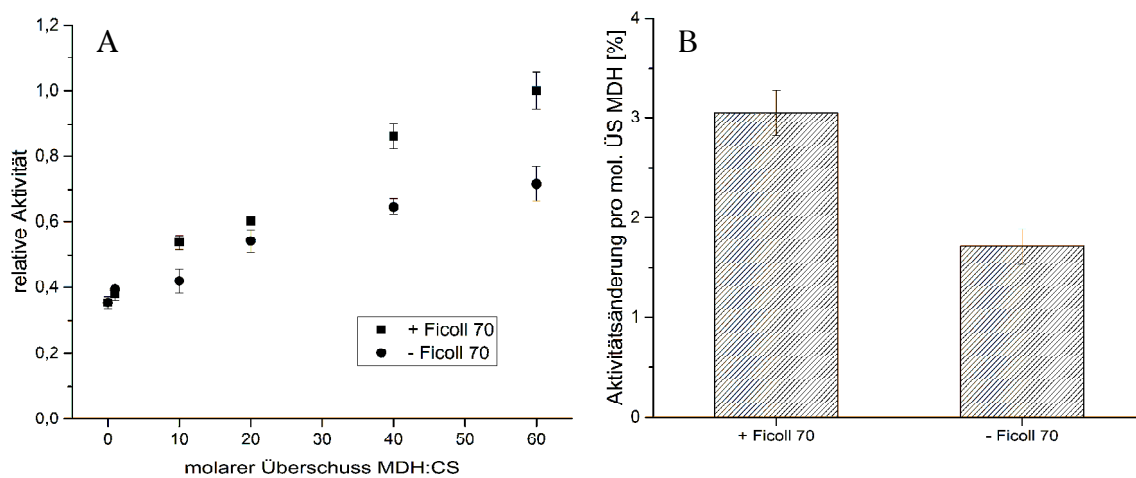 A
1,2
1,0
0,8
0,6
0,4
0,2
0,0
relative Aktivität
+ Ficoll 70
- Ficoll 70
0 10 20 30 40 50 60
molarer Überschuss MDH:CS
B
4
3
2
1
0
Aktivitätsänderung pro mol. ÜS MDH [%]
+ Ficoll 70 - Ficoll 70